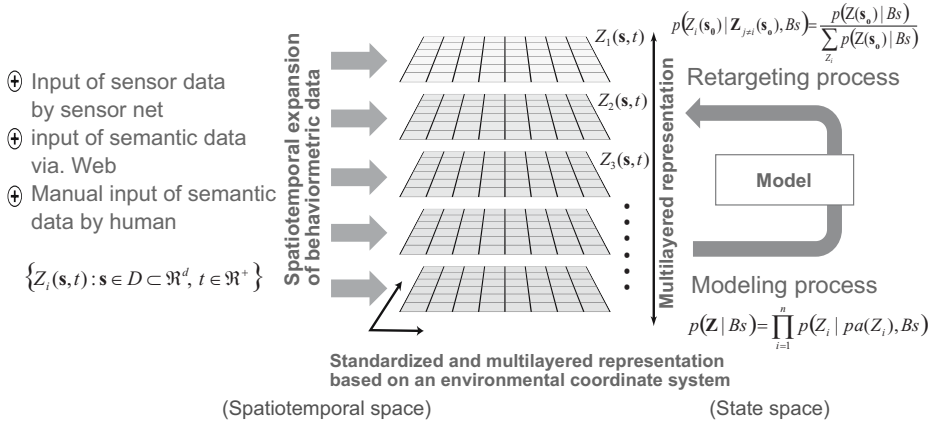 ⊕ Input of sensor data
by sensor net
⊕ input of semantic data
via. Web
⊕ Manual input of semantic
data by human
{Z_i(s,t) : s ∈ D ⊂ ℜ^d, t ∈ ℜ^+}
Spatiotemporal expansion
of behaviormetric data
Z_1(s,t)
Z_2(s,t)
Z_3(s,t)
Multilayered representation
p(Z_i(s_0) | Z_{j≠i}(s_0), Bs) = p(Z(s_0) | Bs) / ∑_{Z_i} p(Z(s_0) | Bs)
Retargeting process
Model
Modeling process
p(Z | Bs) = ∏_{i=1}^{n} p(Z_i | pa(Z_i), Bs)
Standardized and multilayered representation
based on an environmental coordinate system
(Spatiotemporal space)
(State space)